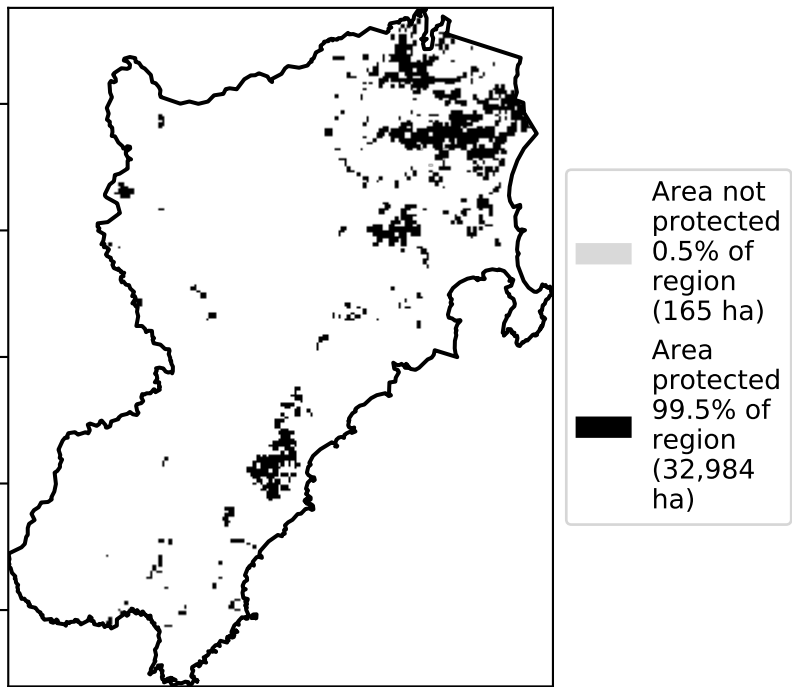 Area not
protected
0.5% of
region
(165 ha)
Area
protected
99.5% of
region
(32,984
ha)